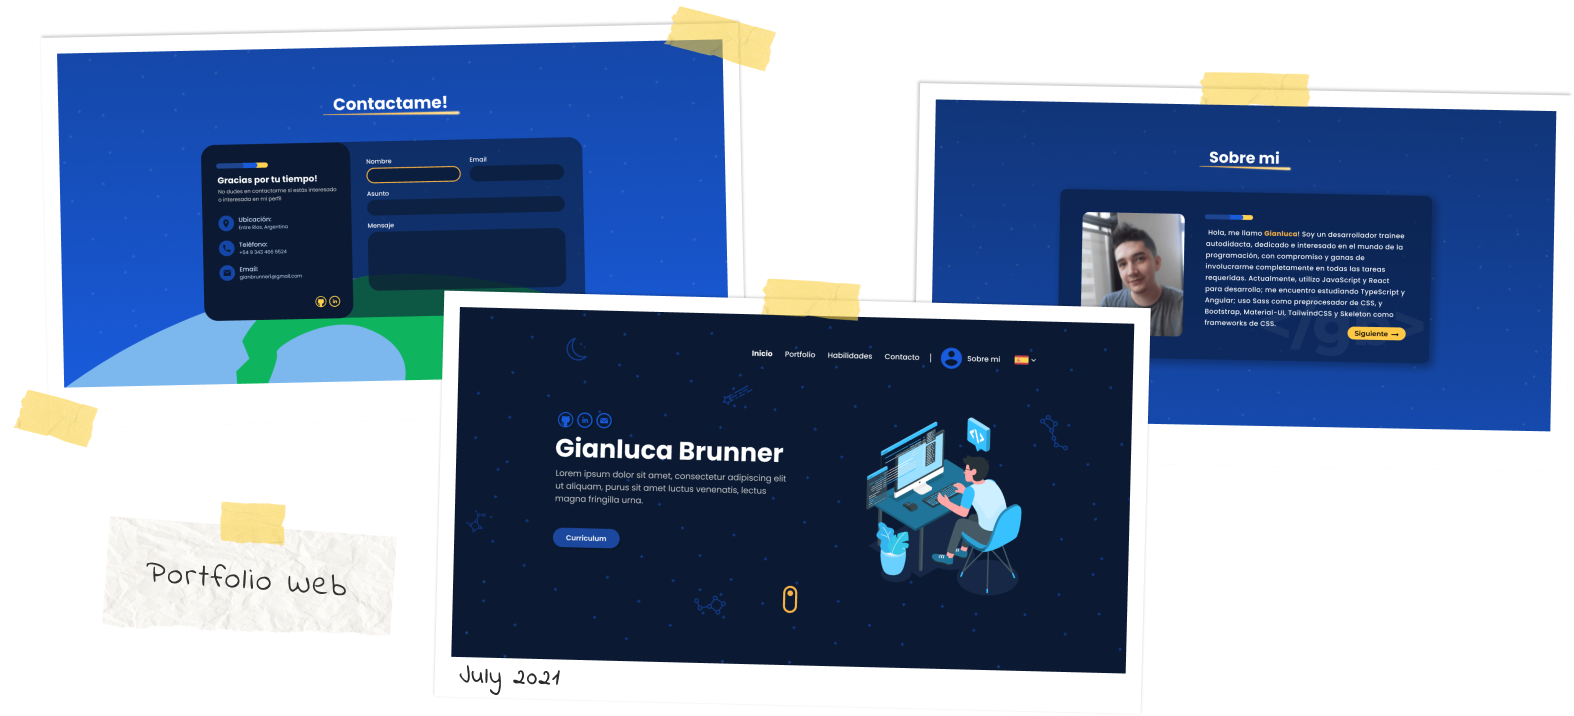 Contactame!
Gracias por tu tiempo!
No dudes en contactarme si estás interesado
o interesada en mi perfil
Ubicación:
Entre Ríos, Argentina
Teléfono:
+54 9 343 466 6524
Email:
gianbrunner1@gmail.com
Nombre
Email
Asunto
Mensaje
Sobre mi
Hola, me llamo Gianluca! Soy un desarrollador trainee
autodidacta, dedicado e interesado en el mundo de la
programación, con compromiso y ganas de
involucrarme completamente en todas las tareas
requeridas. Actualmente, utilizo JavaScript y React
para desarrollo; me encuentro estudiando TypeScript y
Angular; uso Sass como preprocesador de CSS, y
Bootstrap, Material-UI, TailwindCSS y Skeleton como
frameworks de CSS.
Siguiente →
Inicio Portfolio Habilidades Contacto | Sobre mi
Gianluca Brunner
Lorem ipsum dolor sit amet, consectetur adipiscing elit
ut aliquam, purus sit amet luctus venenatis, lectus
magna fringilla urna.
Curriculum
Portfolio web
July 2021